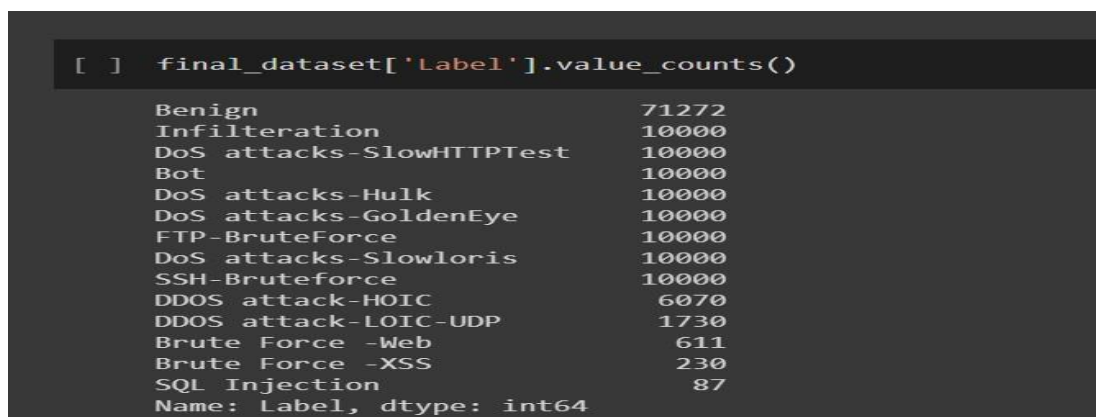 [ ] final_dataset['Label'].value_counts()
Benign 71272
Infilteration 10000
DoS attacks-SlowHTTPTest 10000
Bot 10000
DoS attacks-Hulk 10000
DoS attacks-GoldenEye 10000
FTP-BruteForce 10000
DoS attacks-Slowloris 10000
SSH-Bruteforce 10000
DDOS attack-HOIC 6070
DDOS attack-LOIC-UDP 1730
Brute Force -Web 611
Brute Force -XSS 230
SQL Injection 87
Name: Label, dtype: int64